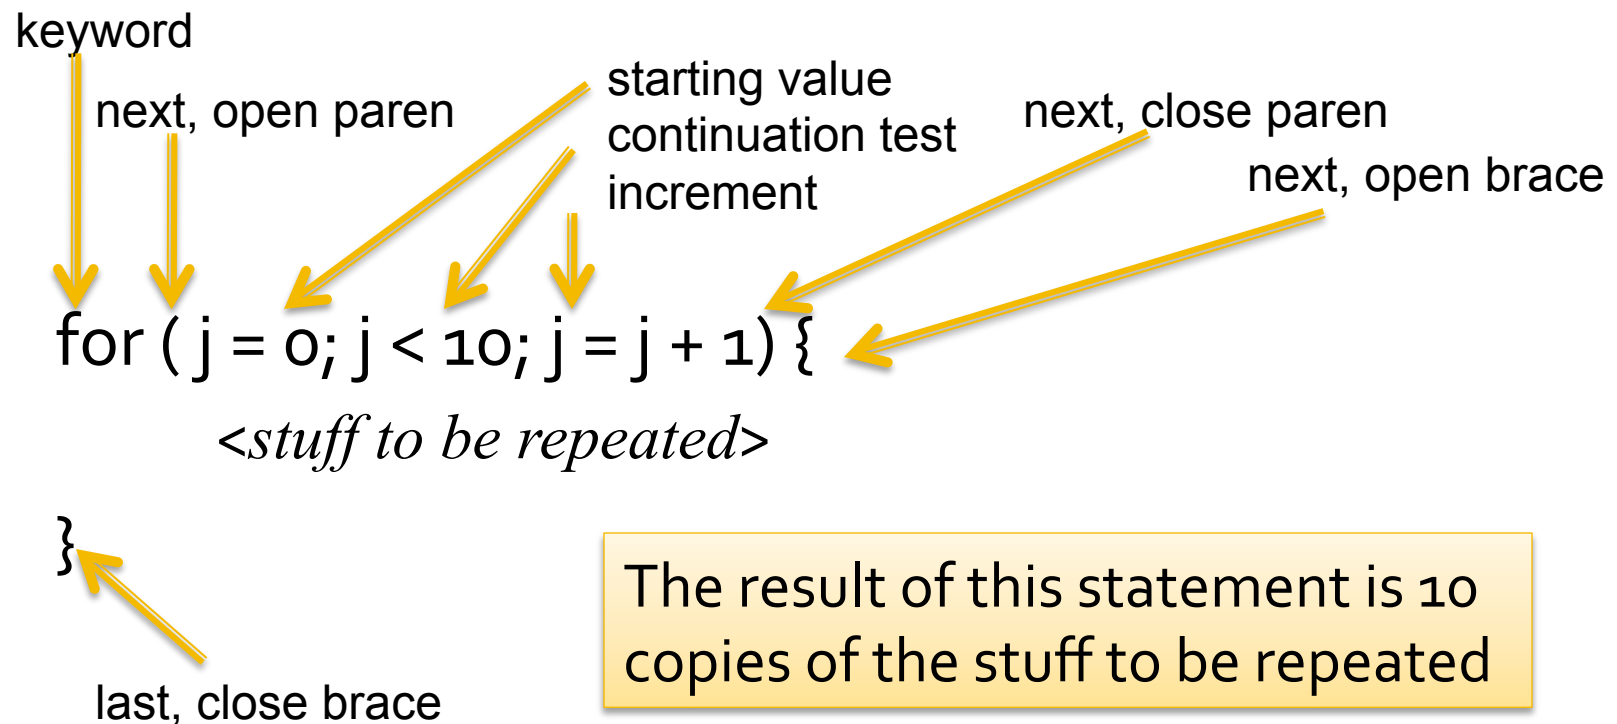 keyword
next, open paren
starting value
continuation test
increment
next, close paren
next, open brace
for ( j = 0; j < 10; j = j + 1) {
<stuff to be repeated>
}
last, close brace
The result of this statement is 10
copies of the stuff to be repeated